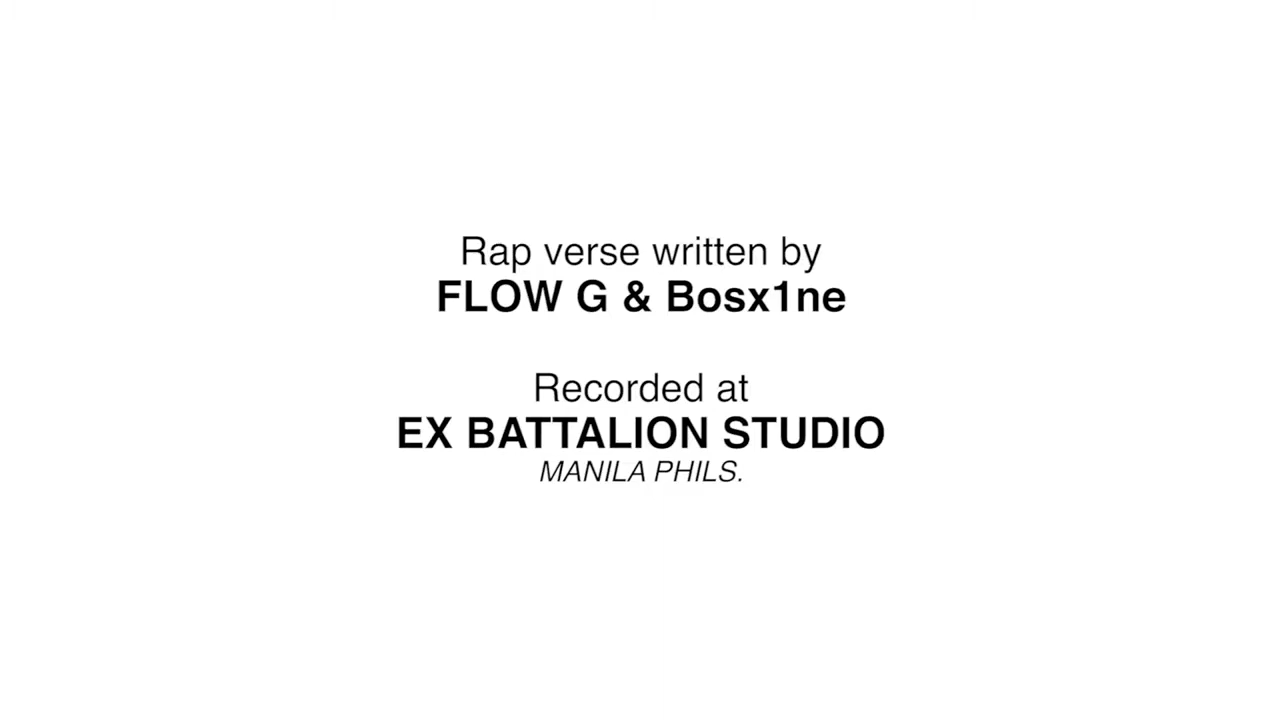 Rap verse written by
FLOW G & Bosx1ne
Recorded at
EX BATTALION STUDIO
MANILA PHILS.